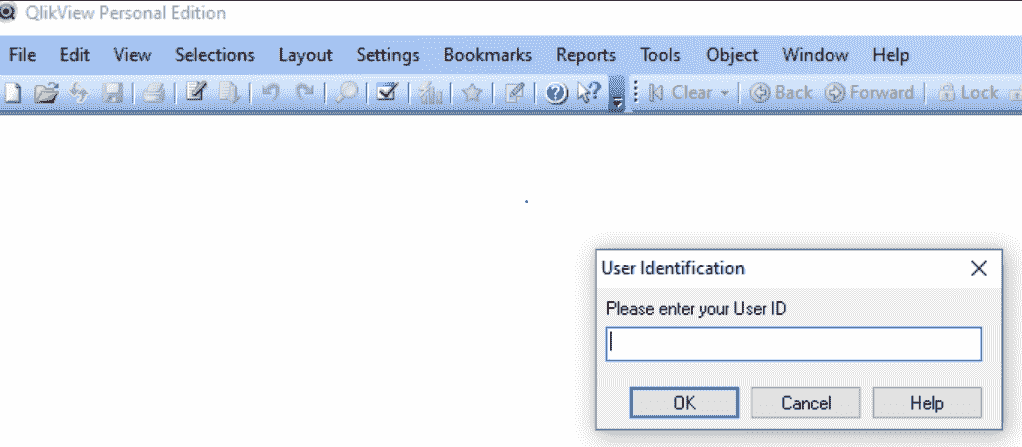 QlikView Personal Edition
File Edit View Selections Layout Settings Bookmarks Reports Tools Object Window Help
Clear Back Forward Lock
User Identification
Please enter your User ID
OK Cancel Help